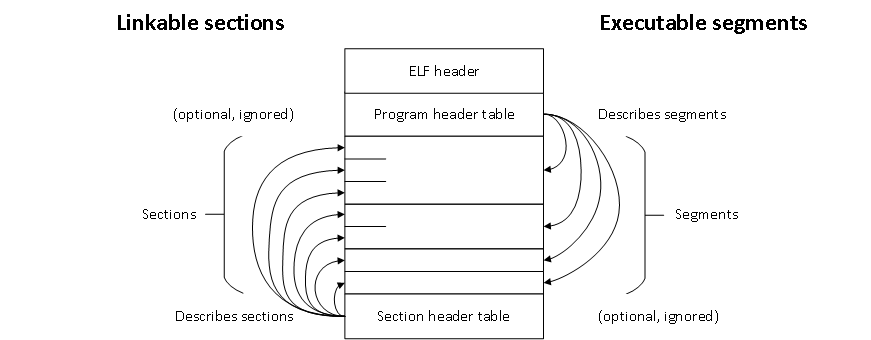 Linkable sections
Executable segments
ELF header
(optional, ignored)
Program header table
Describes segments
Sections
Segments
Describes sections
Section header table
(optional, ignored)